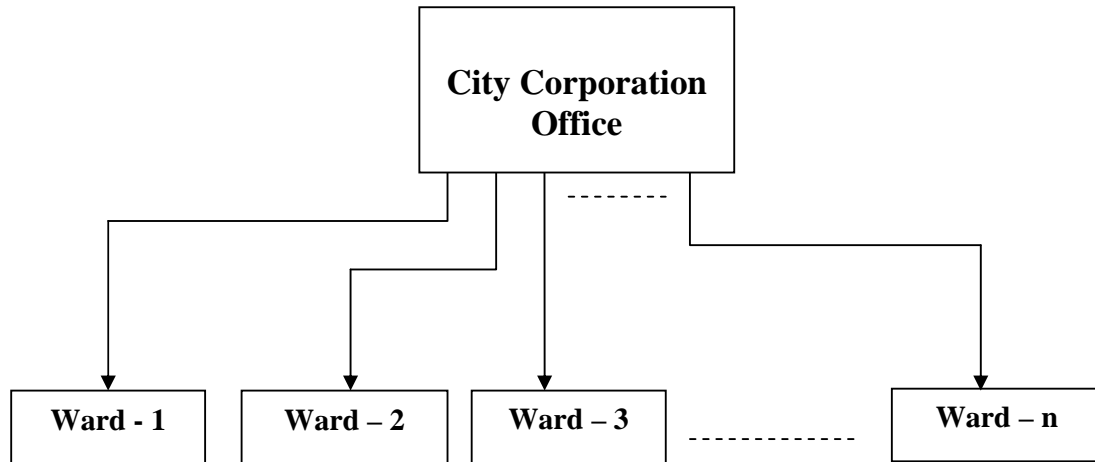 City Corporation
Office
Ward - 1
Ward – 2
Ward – 3
Ward – n